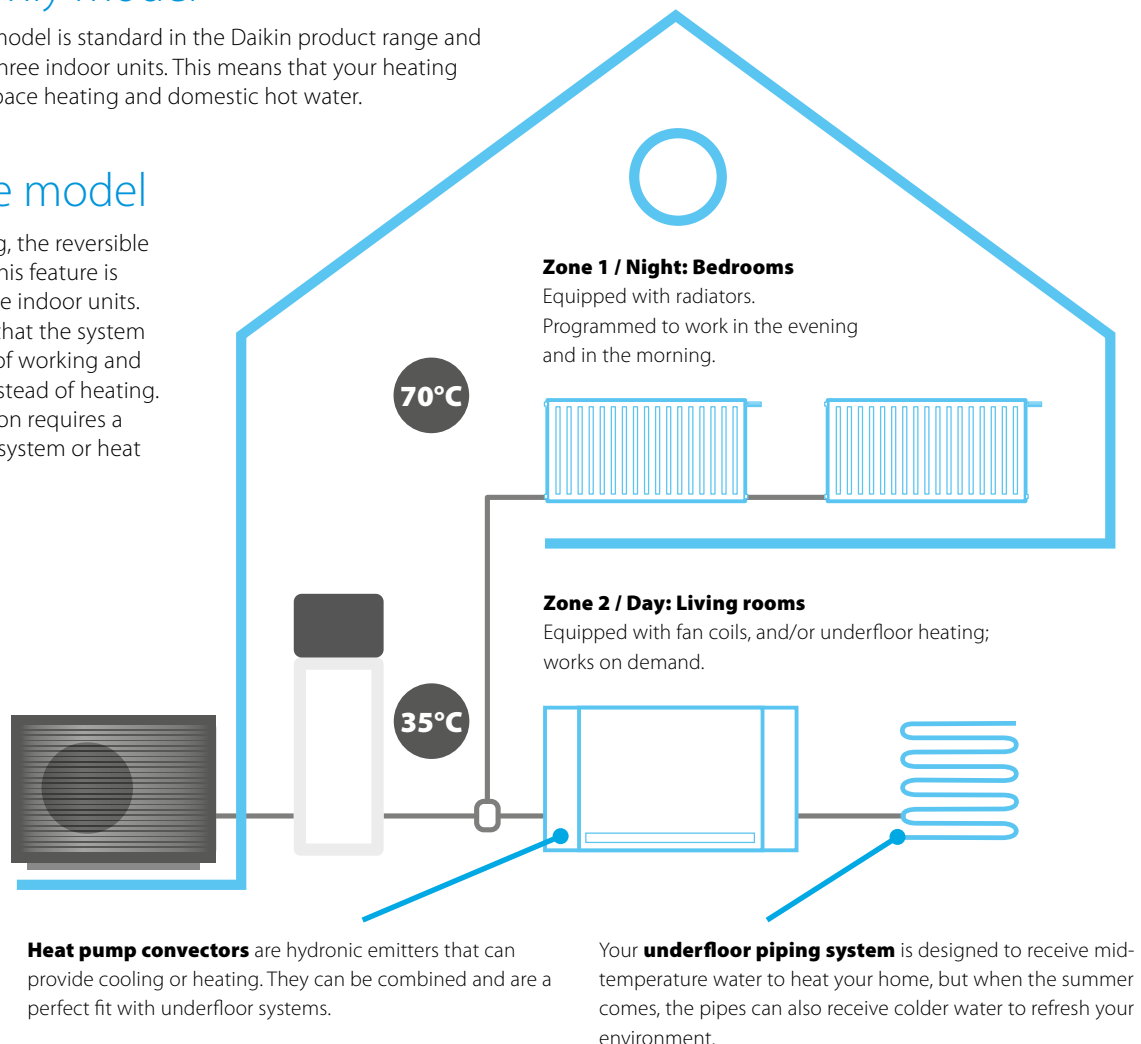 model is standard in the Daikin product range and
three indoor units. This means that your heating
space heating and domestic hot water.
model
g, the reversible
his feature is
e indoor units.
that the system
of working and
stead of heating.
on requires a
system or heat
Zone 1 / Night: Bedrooms
Equipped with radiators.
Programmed to work in the evening
and in the morning.
70°C
Zone 2 / Day: Living rooms
Equipped with fan coils, and/or underfloor heating;
works on demand.
35°C
Heat pump convectors are hydronic emitters that can
provide cooling or heating. They can be combined and are a
perfect fit with underfloor systems.
Your underfloor piping system is designed to receive mid-
temperature water to heat your home, but when the summer
comes, the pipes can also receive colder water to refresh your
environment.